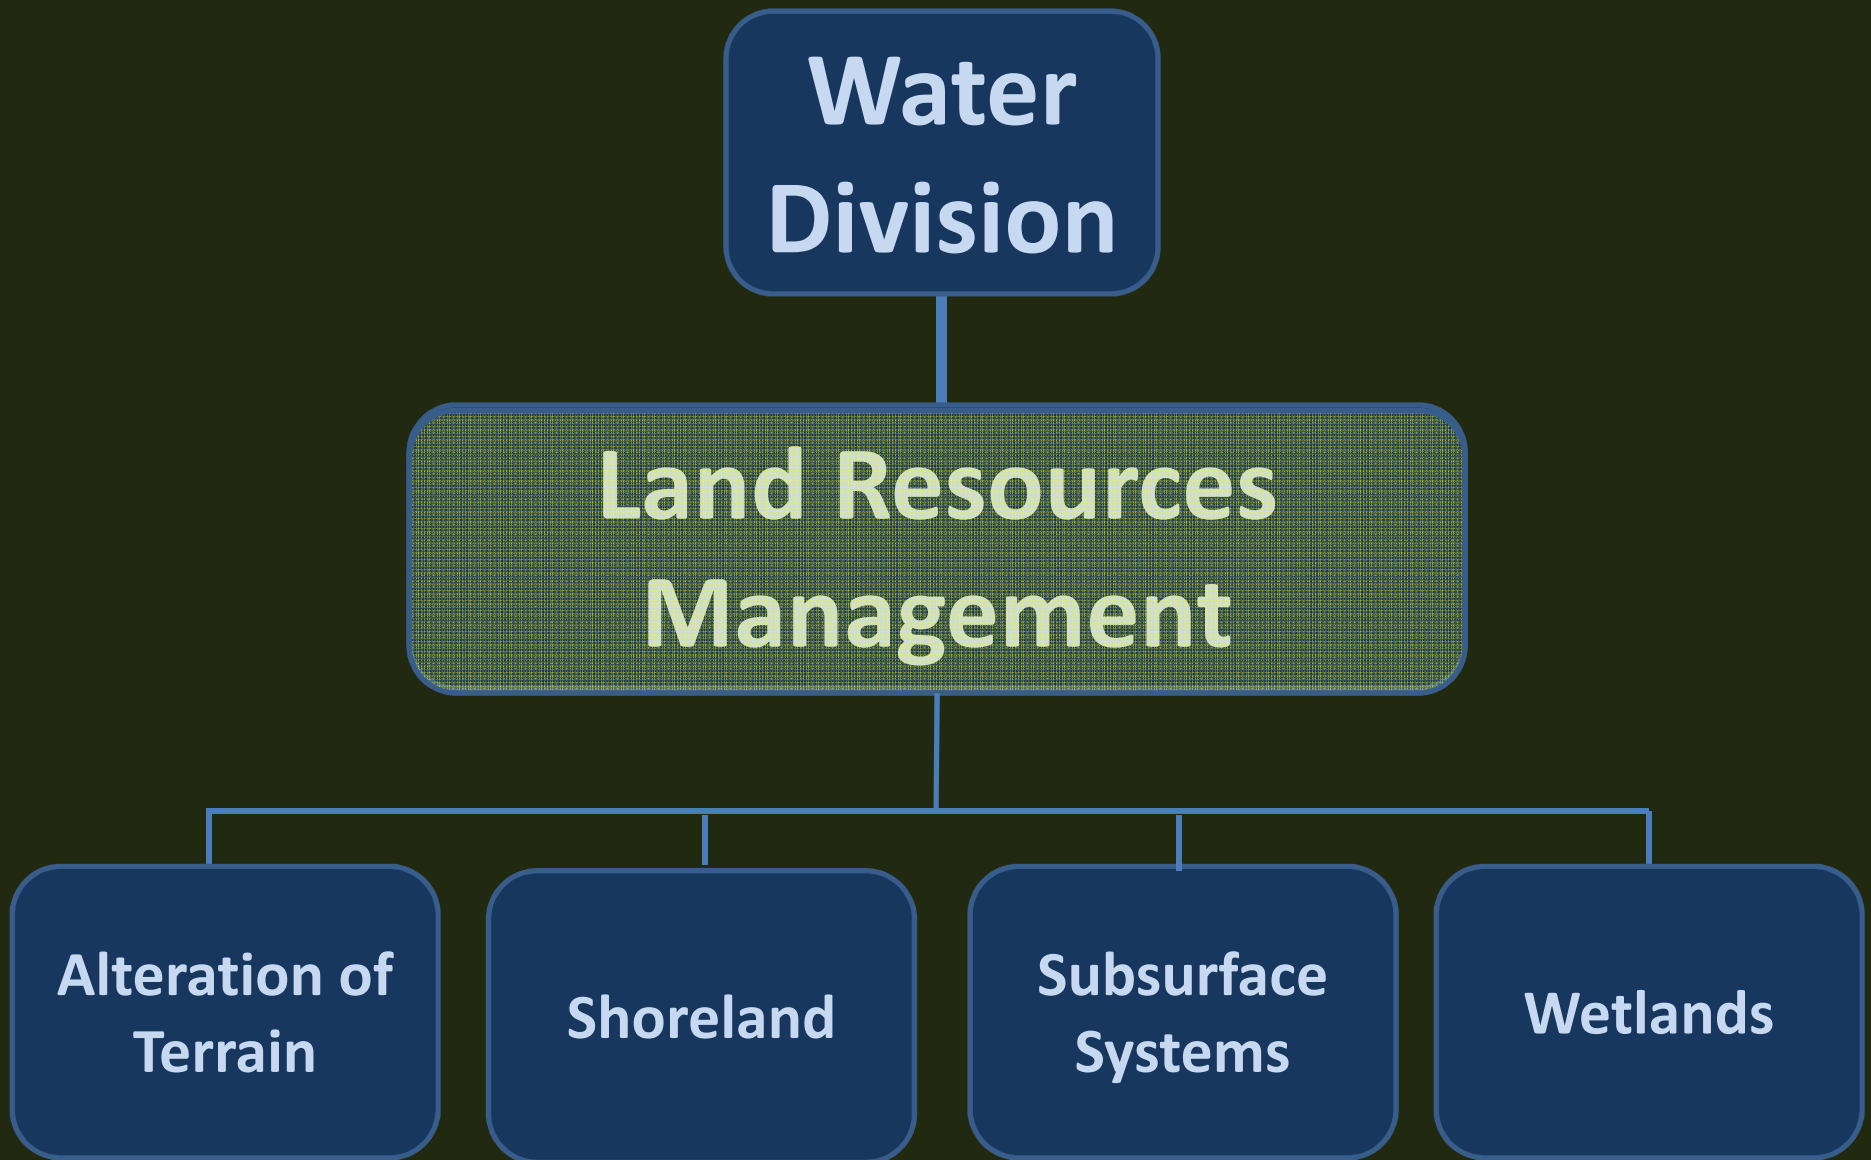 Water
Division
Land Resources
Management
Alteration of
Terrain
Shoreland
Subsurface
Systems
Wetlands